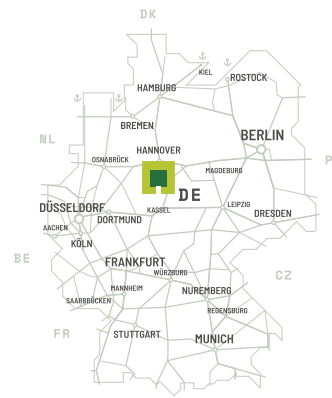 DK
KIEL
ROSTOCK
HAMBURG
BREMEN
BERLIN
NL
HANNOVER
OSNABRÜCK
P
MAGDEBURG
DE
DÜSSELDORF
KASSEL
LEIPZIG
DORTMUND
DRESDEN
AACHEN
KÖLN
BE
FRANKFURT
WÜRZBURG
CZ
MANNHEIM
NUREMBERG
SAARBRÜCKEN
REGENSBURG
FR
STUTTGART
MUNICH